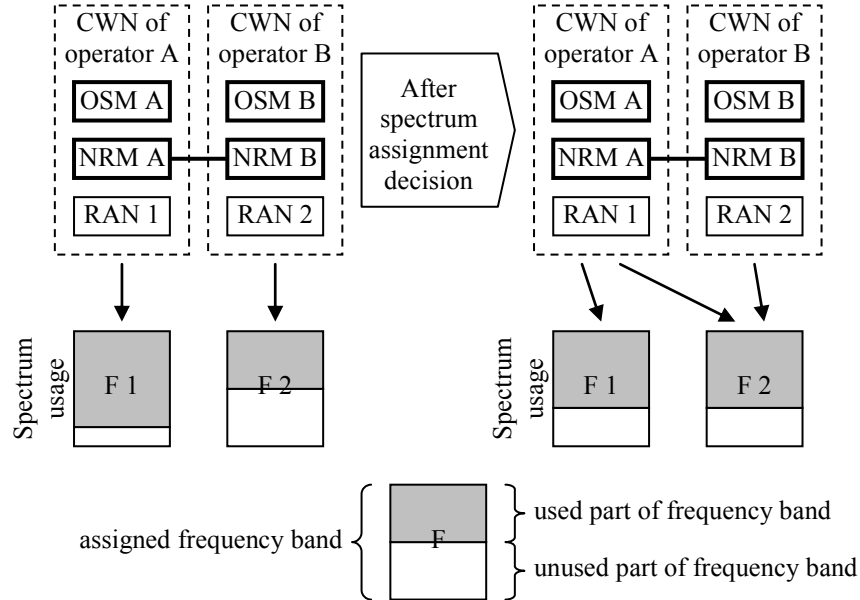 CWN of
operator A
OSM A
NRM A
RAN 1
CWN of
operator B
OSM B
NRM B
RAN 2
After
spectrum
assignment
decision
CWN of
operator A
OSM A
NRM A
RAN 1
CWN of
operator B
OSM B
NRM B
RAN 2
Spectrum
usage
F 1
F 2
Spectrum
usage
F 1
F 2
assigned frequency band
F
used part of frequency band
unused part of frequency band